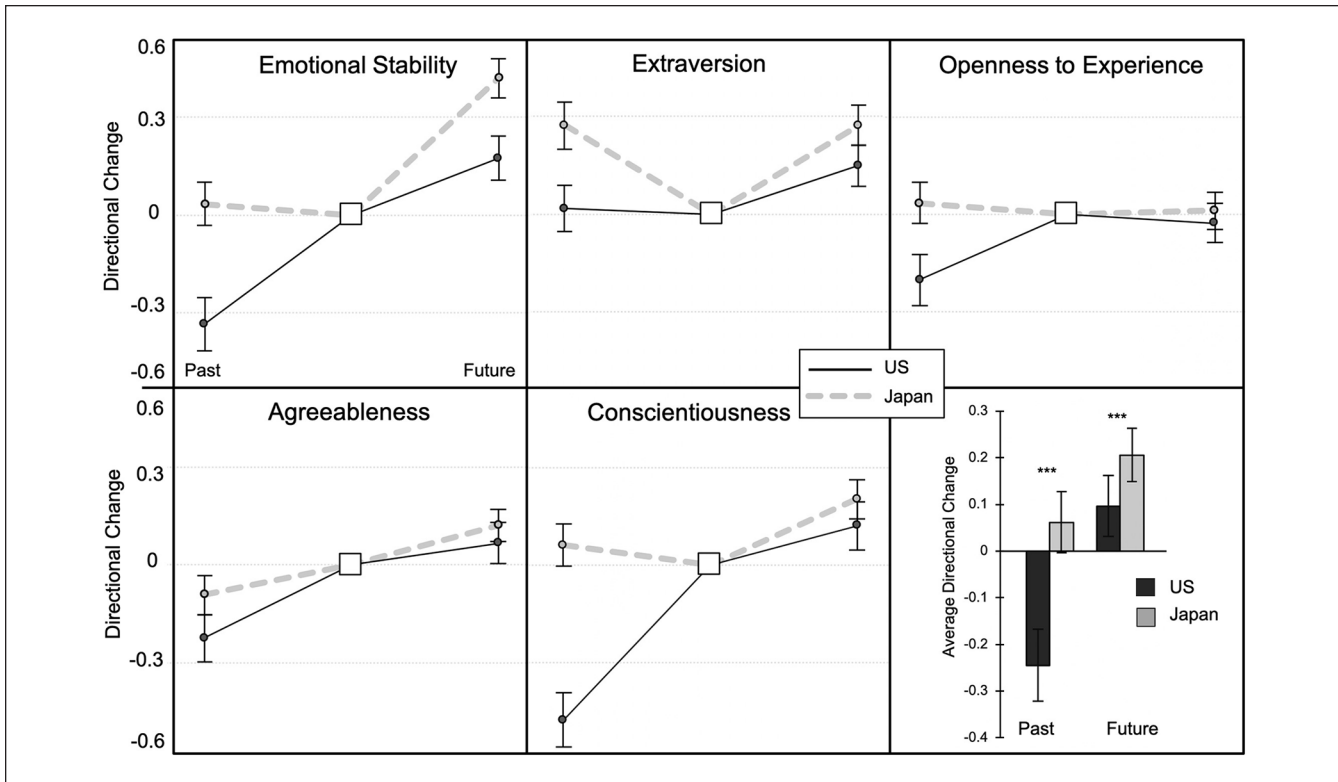 Emotional Stability
Extraversion
Openness to Experience
0.6
0.3
0
-0.3
-0.6
Directional Change
Past
Future
US
Japan
Agreeableness
Conscientiousness
0.6
0.3
0
-0.3
-0.6
Directional Change
0.3
0.2
0.1
0
-0.1
-0.2
-0.3
-0.4
Average Directional Change
***
***
US
Japan
Past
Future